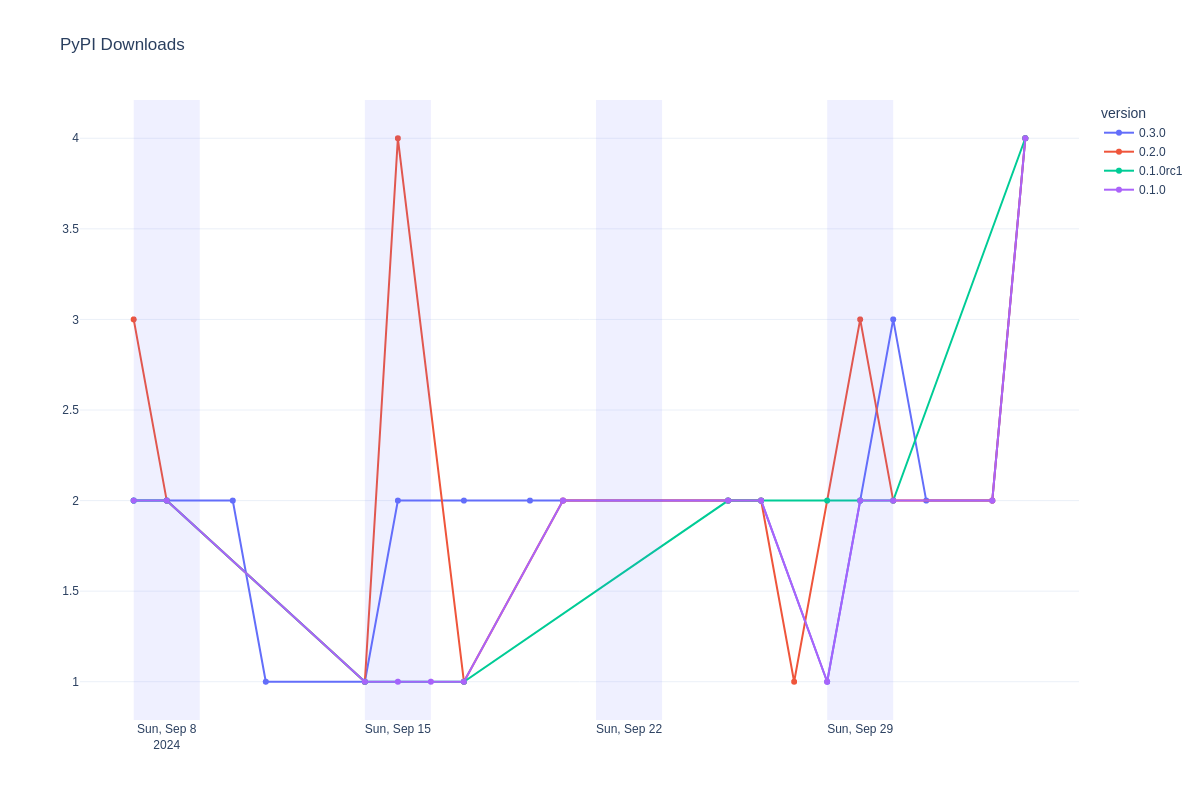 PyPI Downloads
version
0.3.0
0.2.0
0.1.0rc1
0.1.0
4
3.5
3
2.5
2
1.5
1
Sun, Sep 8
2024
Sun, Sep 15
Sun, Sep 22
Sun, Sep 29